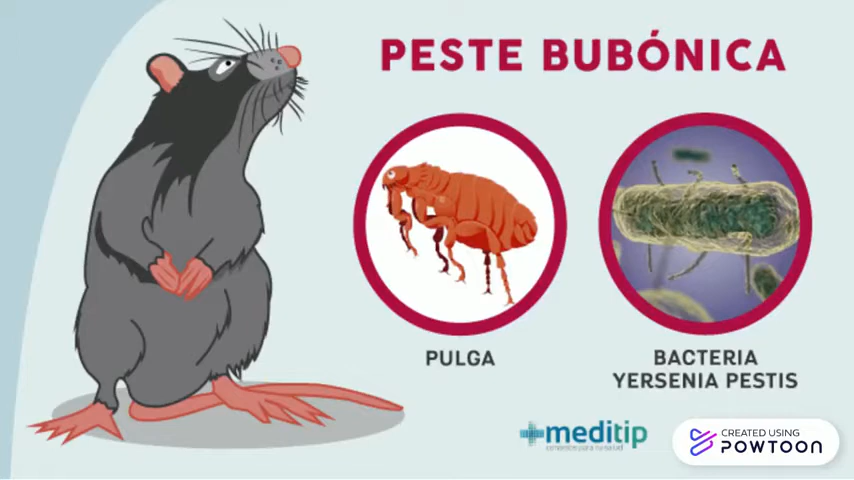 PESTE BUBÓNICA
PULGA
BACTERIA
YERSENIA PESTIS
meditip
CREATED USING
POWTOON